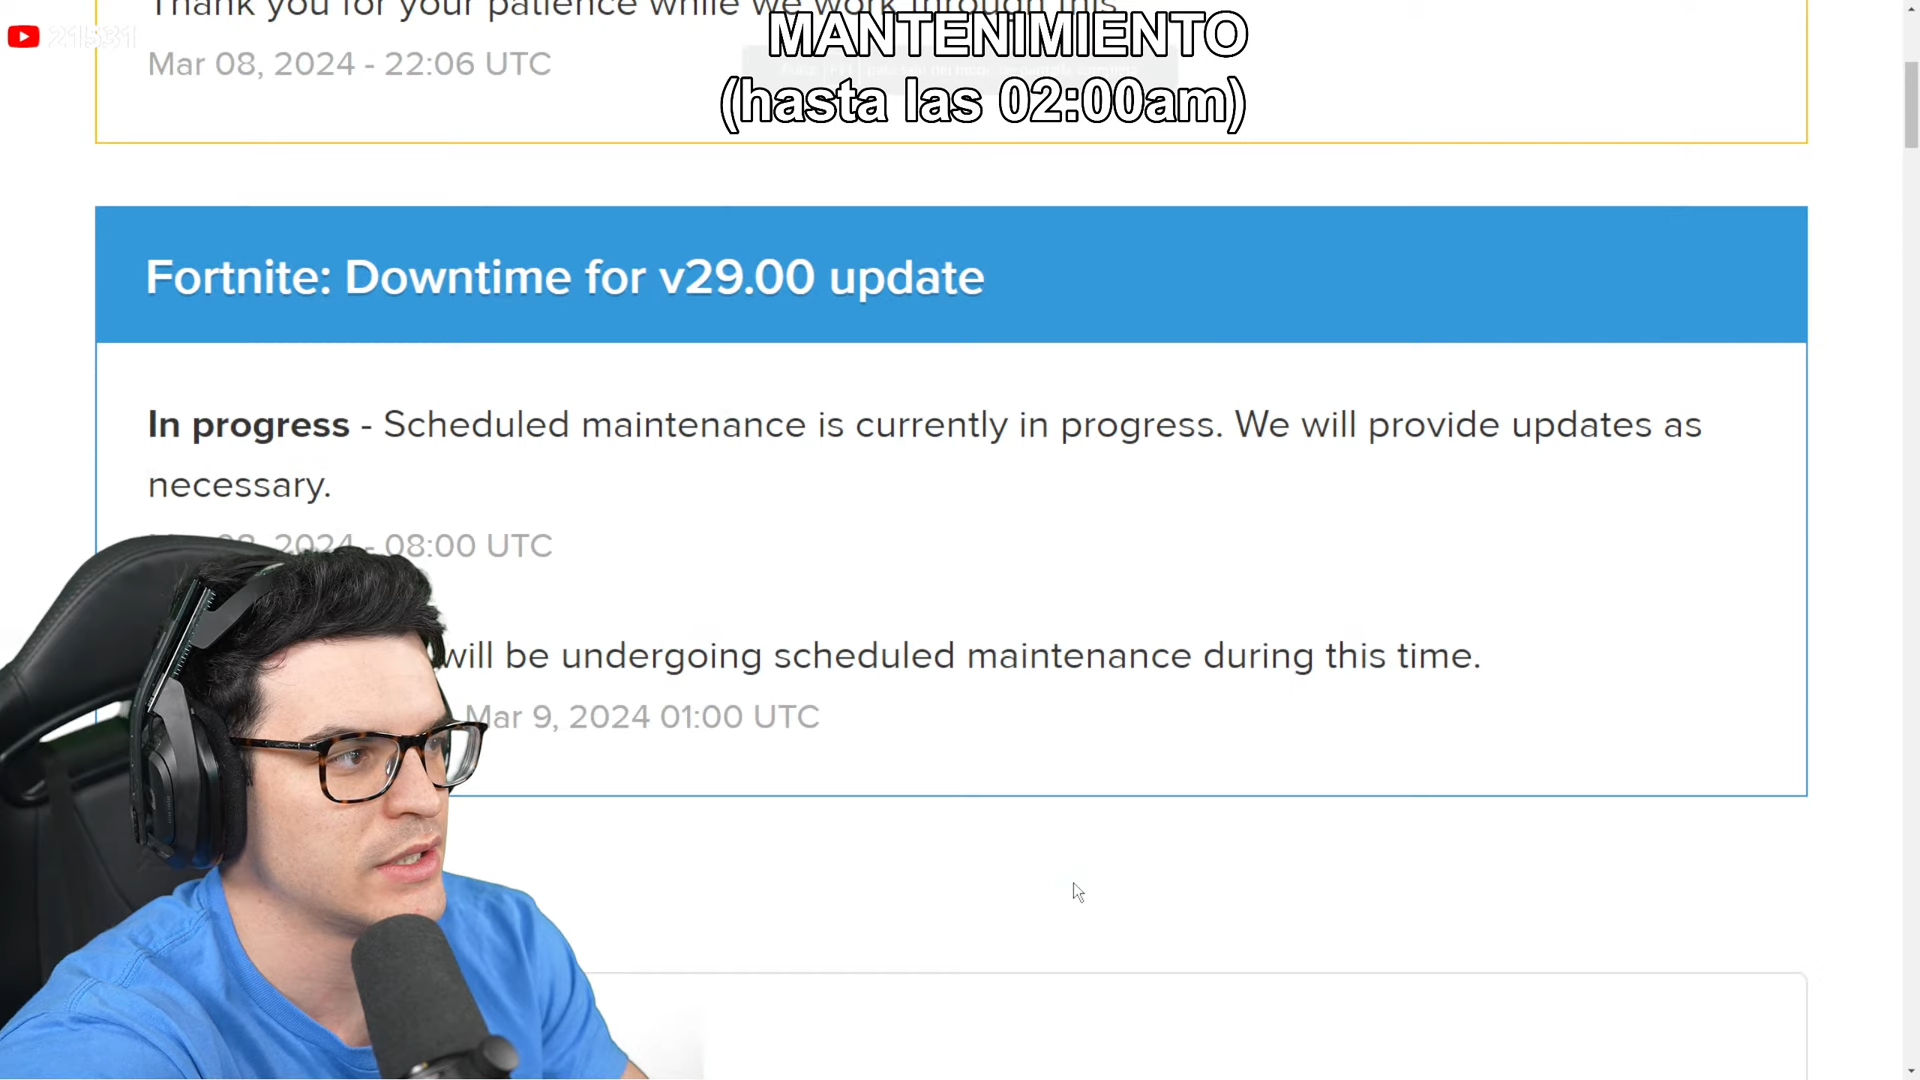 Thank you for your patience while we work through this.
21531
MANTENIMIENTO
Mar 08, 2024 - 22:06 UTC
(hasta las 02:00am)
Fortnite: Downtime for v29.00 update
In progress - Scheduled maintenance is currently in progress. We will provide updates as
necessary.
2024 - 08:00 UTC
will be undergoing scheduled maintenance during this time.
Mar 9, 2024 01:00 UTC